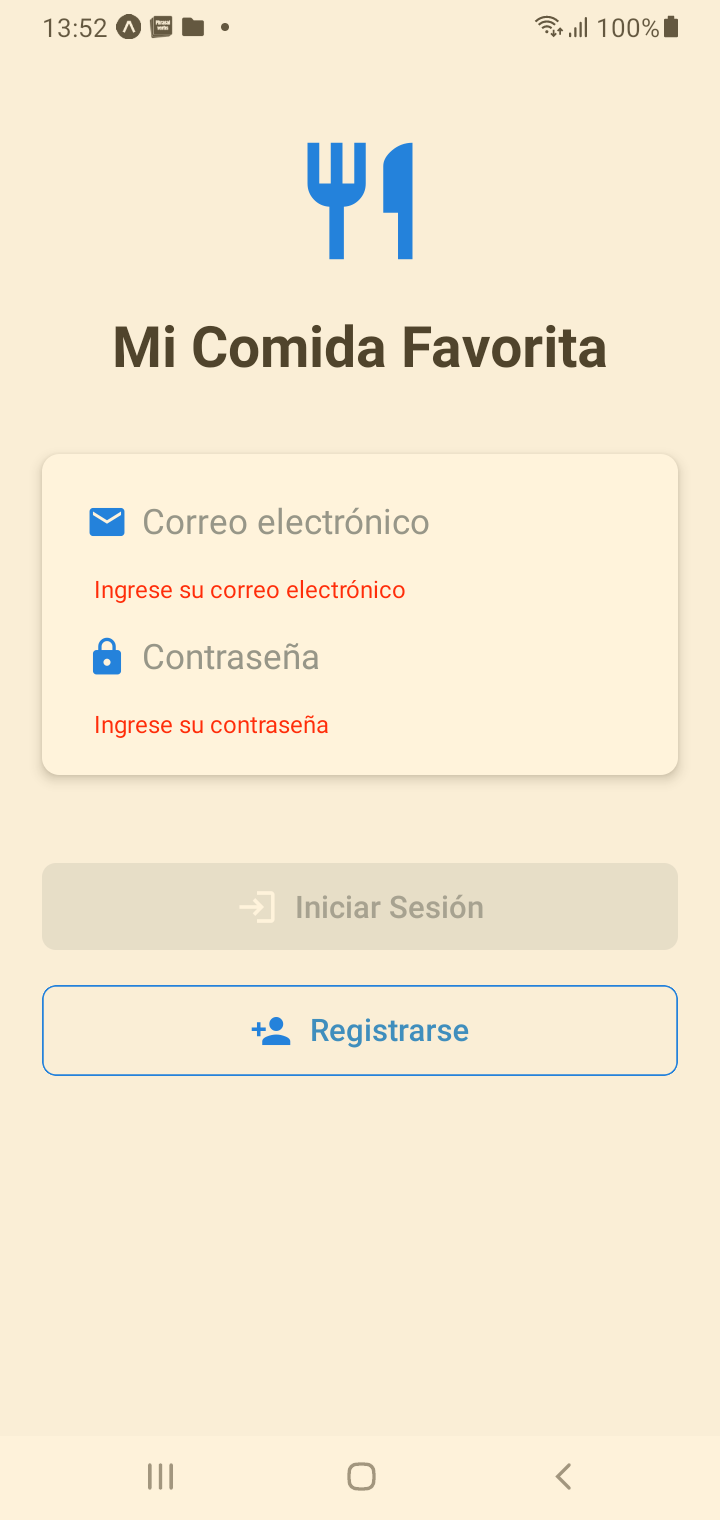 13:52 100%
Mi Comida Favorita
Correo electrónico
Ingrese su correo electrónico
Contraseña
Ingrese su contraseña
Iniciar Sesión
Registrarse